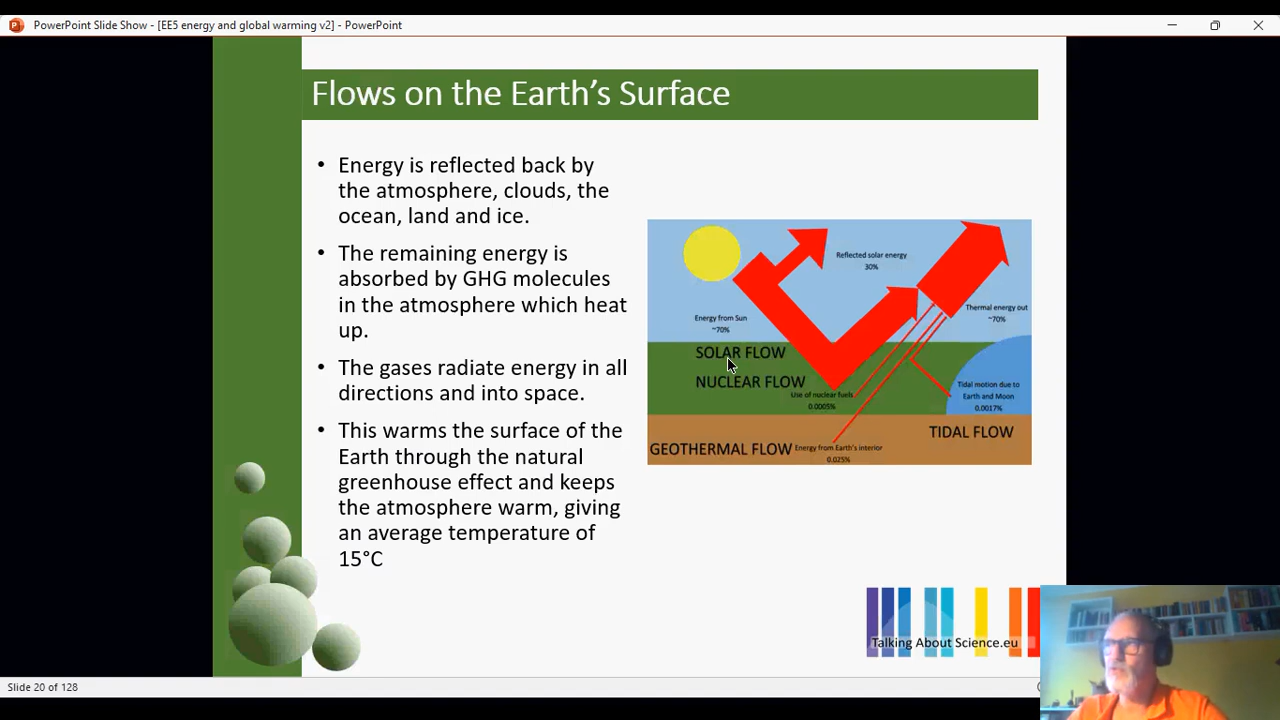 PowerPoint Slide Show - [EE5 energy and global warming v2] - PowerPoint
Flows on the Earth's Surface
• Energy is reflected back by
the atmosphere, clouds, the
ocean, land and ice.
• The remaining energy is
absorbed by GHG molecules
in the atmosphere which heat
up.
• The gases radiate energy in all
directions and into space.
• This warms the surface of the
Earth through the natural
greenhouse effect and keeps
the atmosphere warm, giving
an average temperature of
15°C
Reflected solar energy
30%
Energy from Sun
~70%
Thermal energy out
~70%
SOLAR FLOW
NUCLEAR FLOW
Use of nuclear fuels
0.0005%
Tidal motion due to
Earth and Moon
0.0017%
TIDAL FLOW
GEOTHERMAL FLOW
Energy from Earth's interior
0.025%
Talking About Science.eu
Slide 20 of 128